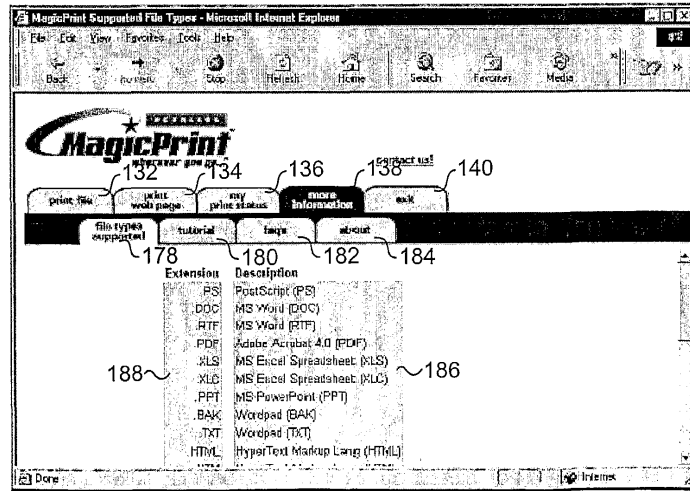 MagicPrint Supported File Types - Microsoft Internet Explorer
File Edit View Favorites Tools Help
Back Stop Refresh Home Search Favorites Media
MagicPrint
wherever you go...
contact us!
132 134 136 138 140
print file print web page my print status more information exit
file types supported tutorial faq's about
178 180 182 184
Extension Description
.PS PostScript (PS)
.DOC MS Word (DOC)
.RTF MS Word (RTF)
.PDF Adobe Acrobat 4.0 (PDF)
.XLS MS Excel Spreadsheet (XLS)
188 186
.XLC MS Excel Spreadsheet (XLC)
.PPT MS PowerPoint (PPT)
.BAK Wordpad (BAK)
.TXT Wordpad (TXT)
.HTML HyperText Markup Lang (HTML)
Done Internet